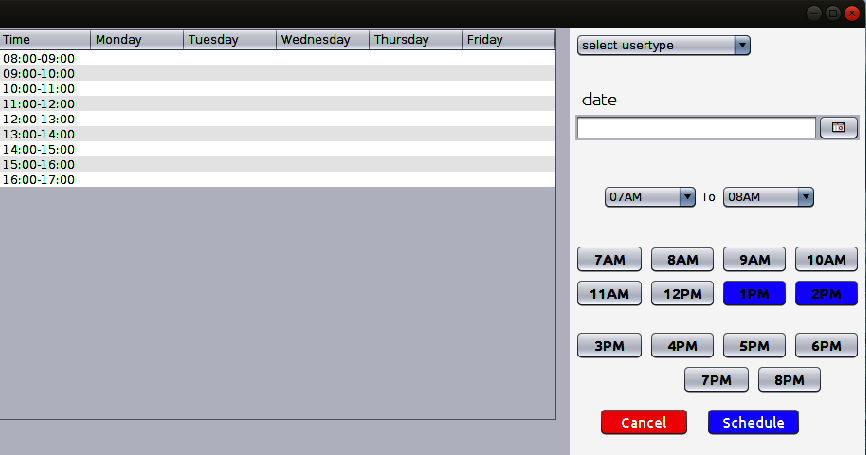 Time Monday Tuesday Wednesday Thursday Friday
08:00-09:00
09:00-10:00
10:00-11:00
11:00-12:00
12:00-13:00
13:00-14:00
14:00-15:00
15:00-16:00
16:00-17:00
select usertype
date
07AM To 08AM
7AM 8AM 9AM 10AM
11AM 12PM 1PM 2PM
3PM 4PM 5PM 6PM
7PM 8PM
Cancel Schedule